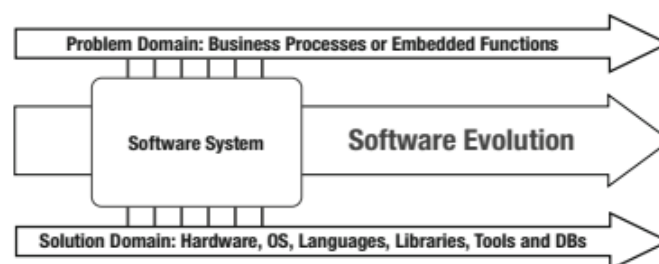 Problem Domain: Business Processes or Embedded Functions
Software System
Software Evolution
Solution Domain: Hardware, OS, Languages, Libraries, Tools and DBs